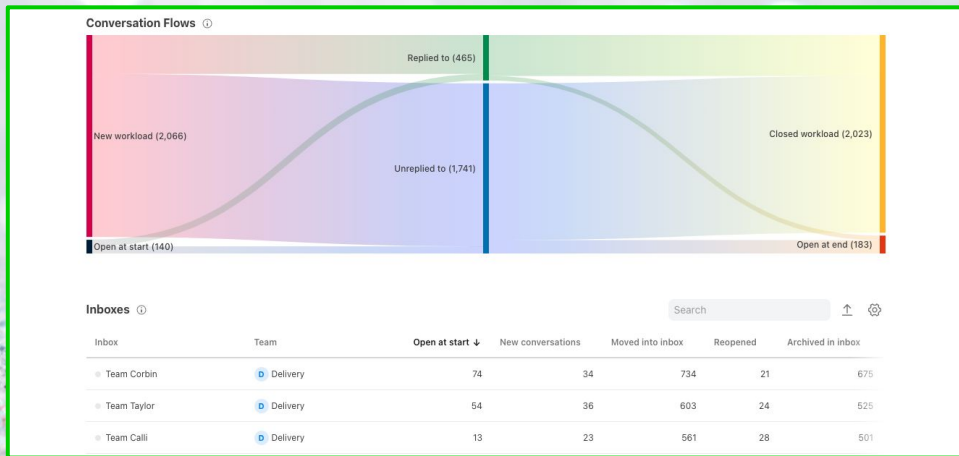 Conversation Flows
Replied to (465)
New workload (2,066)
Closed workload (2,023)
Unreplied to (1,741)
Open at start (140)
Open at end (183)
Inboxes
Search
Inbox Team Open at start ↓ New conversations Moved into inbox Reopened Archived in inbox
Team Corbin D Delivery 74 34 734 21 675
Team Taylor D Delivery 54 36 603 24 525
Team Calli D Delivery 13 23 561 28 501